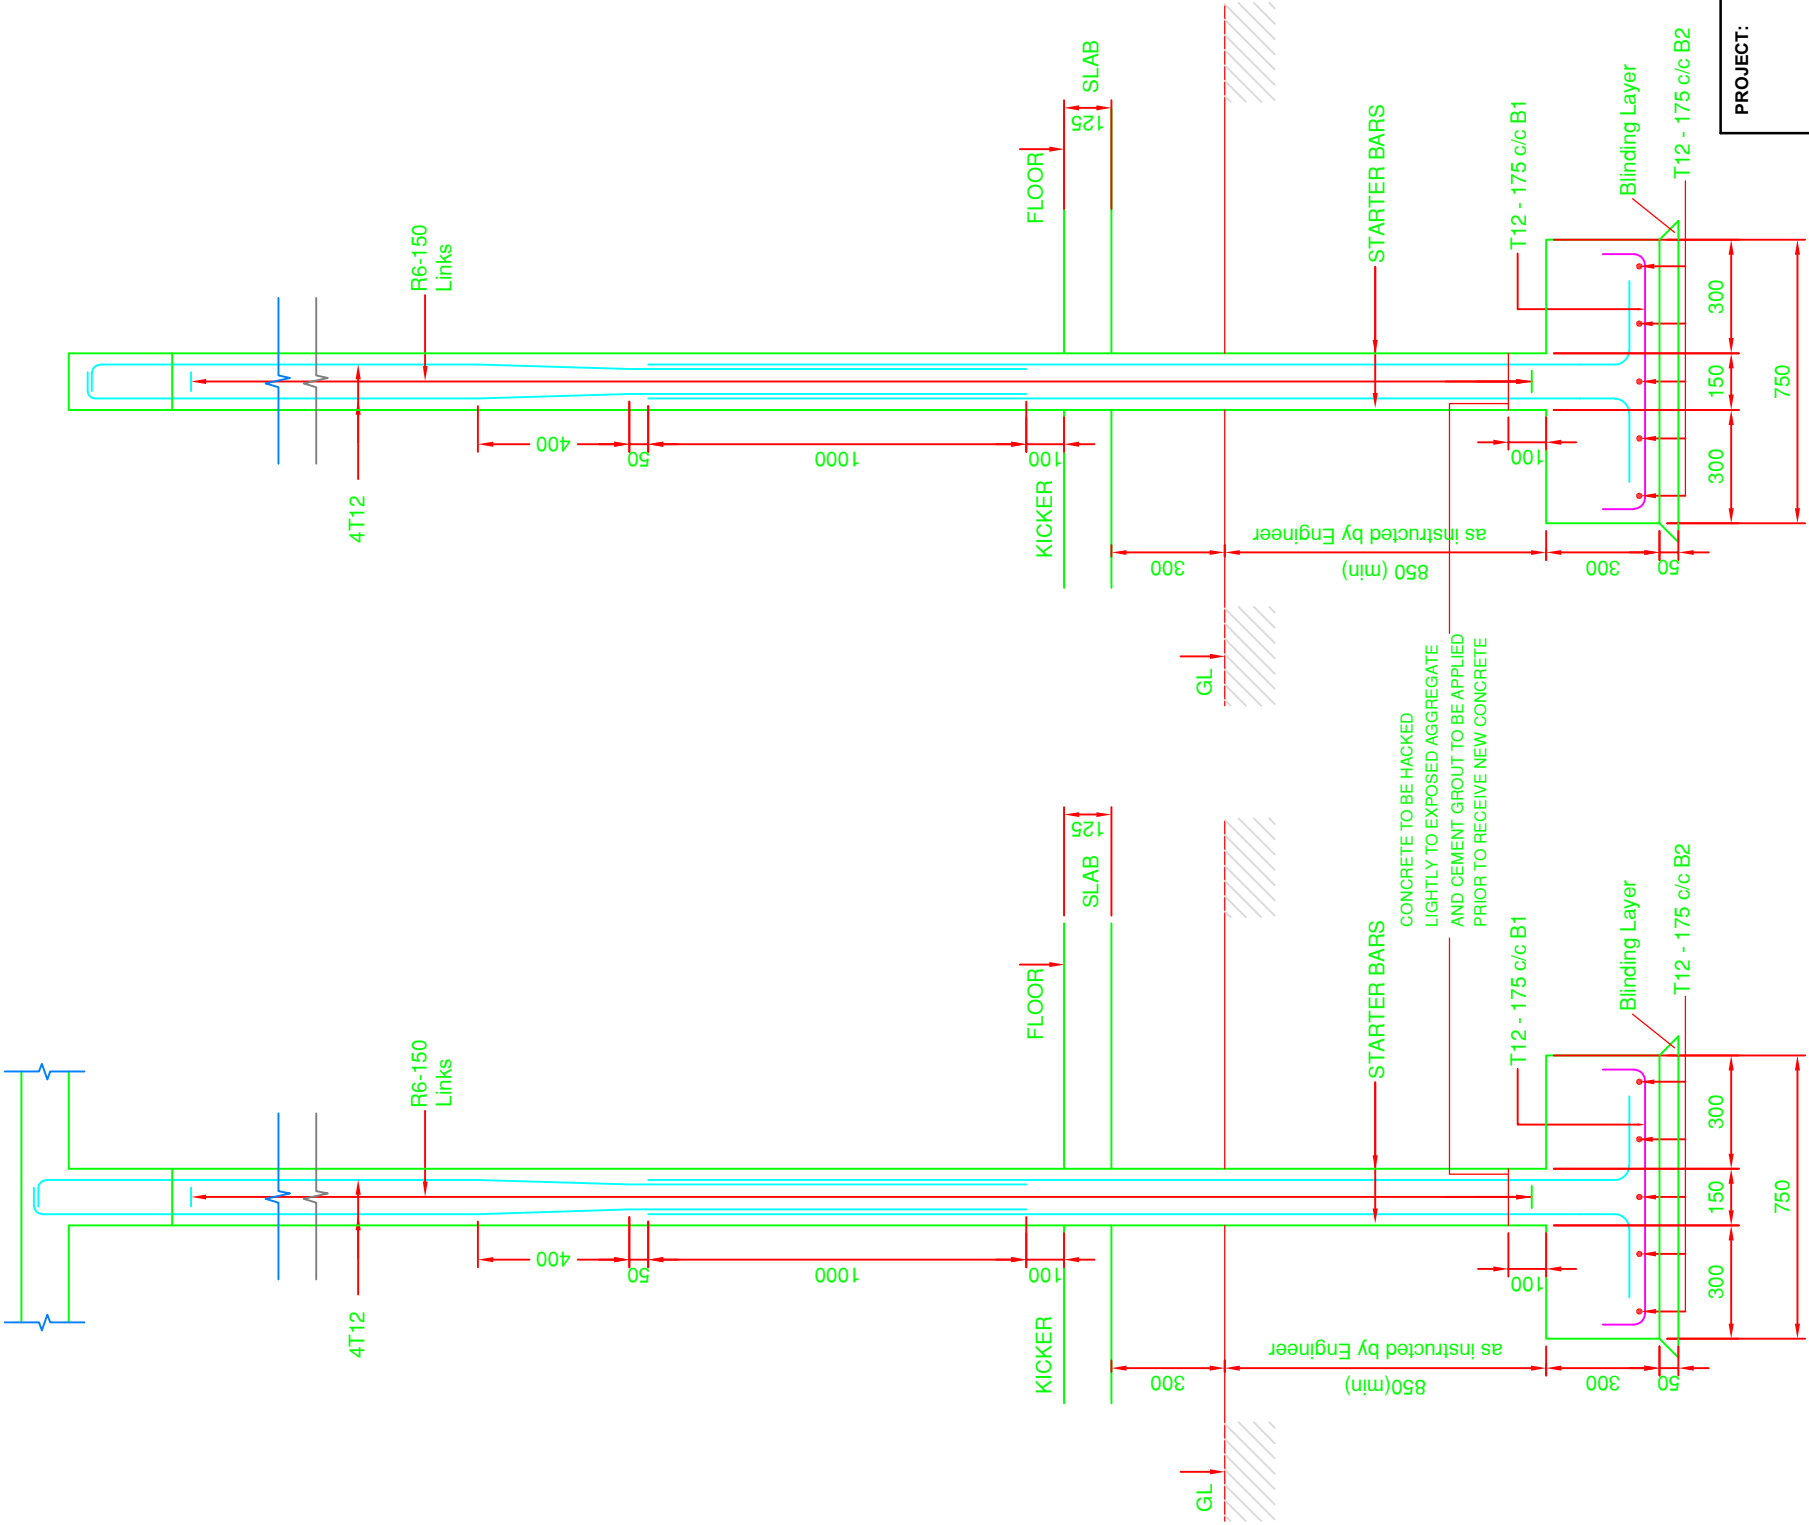 R6-150
Links
4T12
400
50
1000
100
FLOOR
125
SLAB
KICKER
300
GL
850(min)
as instructed by Engineer
STARTER BARS
100
T12 - 175 c/c B1
300
50
Blinding Layer
T12 - 175 c/c B2
300
150
300
750
CONCRETE TO BE HACKED
LIGHTLY TO EXPOSED AGGREGATE
AND CEMENT GROUT TO BE APPLIED
PRIOR TO RECEIVE NEW CONCRETE
R6-150
Links
4T12
400
50
1000
100
FLOOR
125
SLAB
KICKER
300
GL
850 (min)
as instructed by Engineer
STARTER BARS
100
T12 - 175 c/c B1
300
50
Blinding Layer
T12 - 175 c/c B2
300
150
300
750
PROJECT: